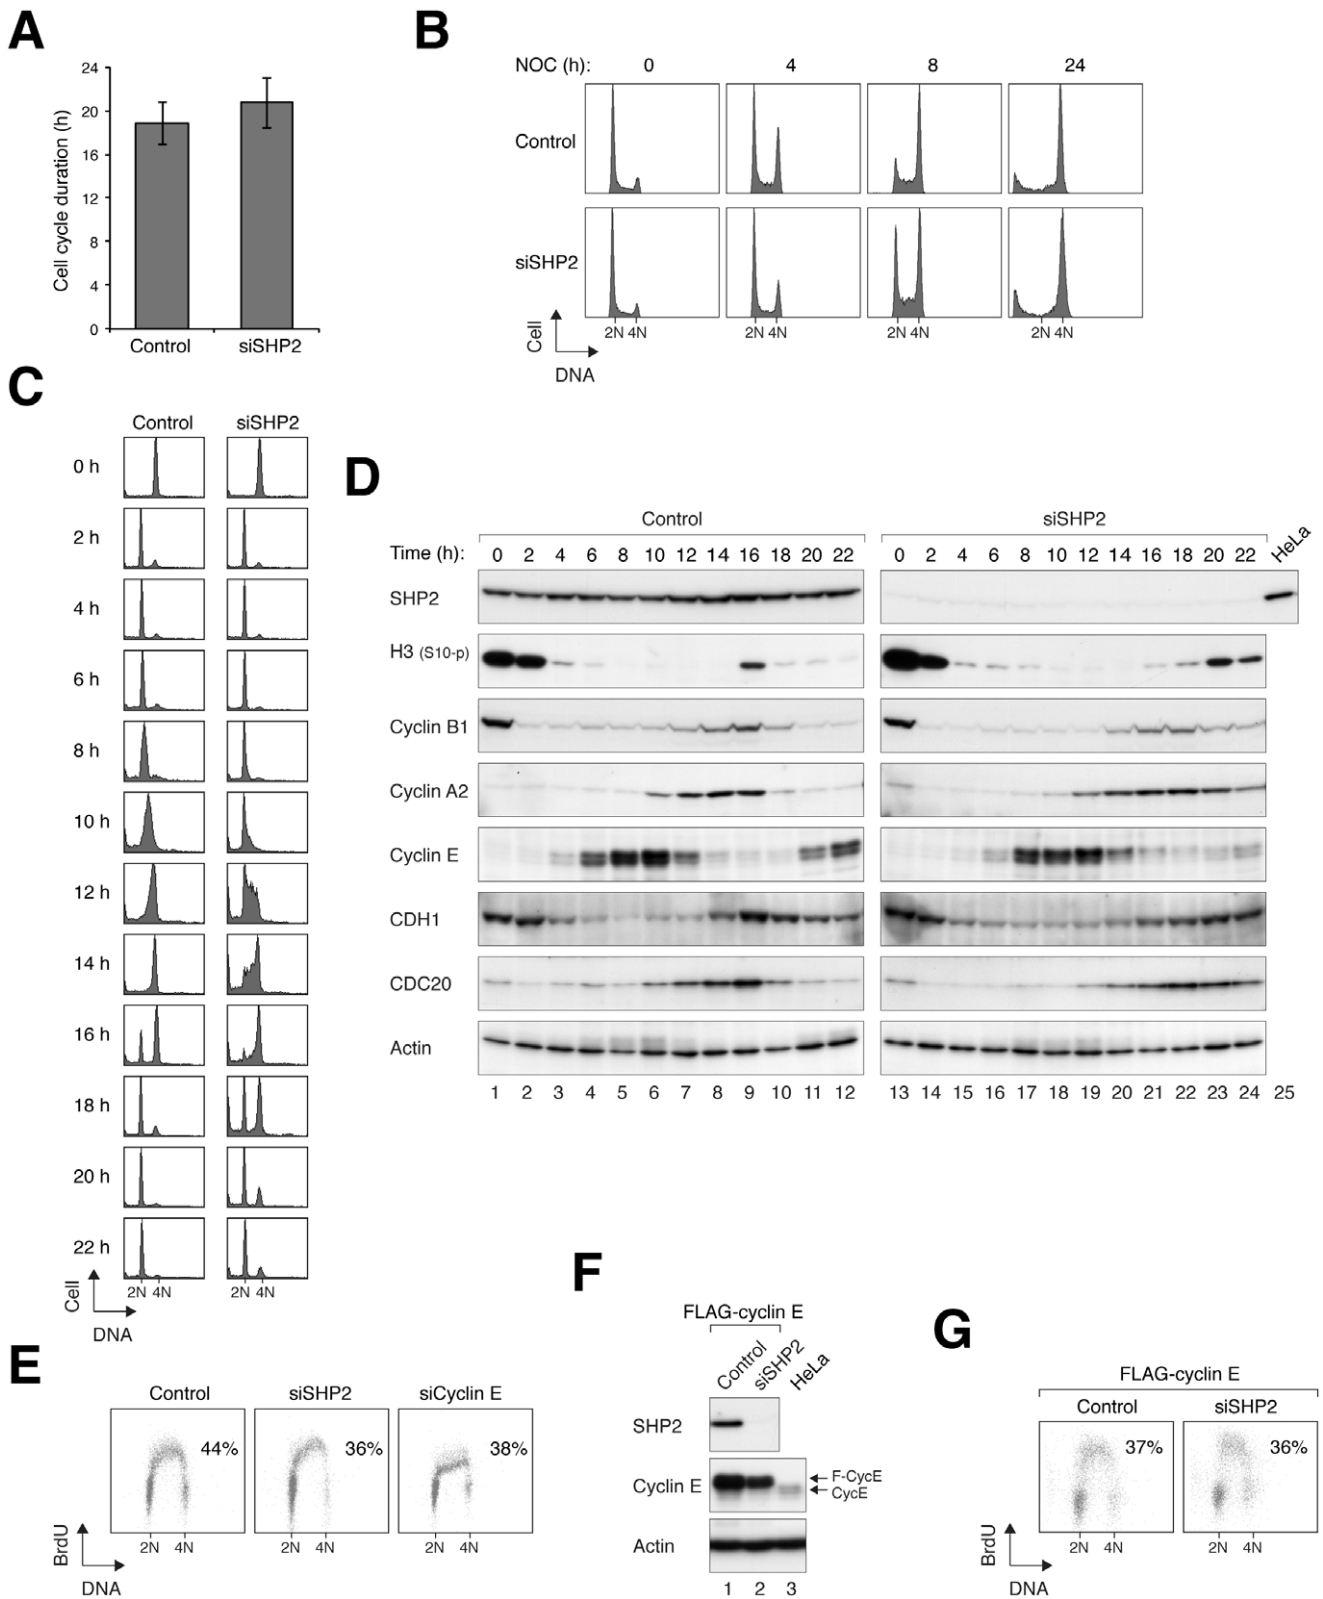 A
24
20
16
12
8
4
0
Cell cycle duration (h)
Control siSHP2
B
NOC (h): 0 4 8 24
Control
siSHP2
2N 4N 2N 4N 2N 4N 2N 4N
Cell
DNA
C
Control siSHP2
0 h
2 h
4 h
6 h
8 h
10 h
12 h
14 h
16 h
18 h
20 h
22 h
2N 4N 2N 4N
Cell
DNA
D
Control siSHP2 HeLa
Time (h): 0 2 4 6 8 10 12 14 16 18 20 22 0 2 4 6 8 10 12 14 16 18 20 22
SHP2
H3 (S10-p)
Cyclin B1
Cyclin A2
Cyclin E
CDH1
CDC20
Actin
1 2 3 4 5 6 7 8 9 10 11 12 13 14 15 16 17 18 19 20 21 22 23 24 25
E
Control siSHP2 siCyclin E
44% 36% 38%
2N 4N 2N 4N 2N 4N
BrdU
DNA
F
FLAG-cyclin E
Control siSHP2 HeLa
SHP2
Cyclin E F-CycE
CycE
Actin
1 2 3
G
FLAG-cyclin E
Control siSHP2
37% 36%
2N 4N 2N 4N
BrdU
DNA